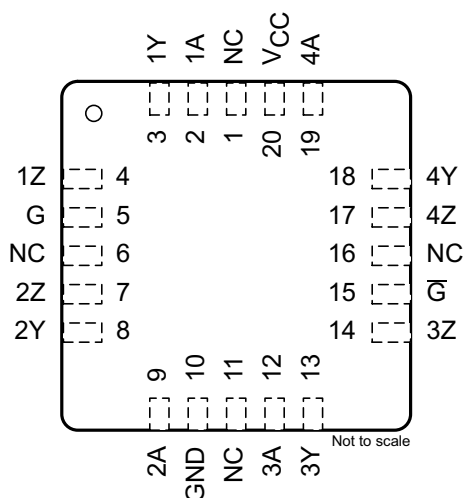 1Y 1A NC VCC 4A
3 2 1 20 19
1Z 4 18 4Y
G 5 17 4Z
NC 6 16 NC
2Z 7 15 G̅
2Y 8 14 3Z
9 10 11 12 13
2A GND NC 3A 3Y
Not to scale